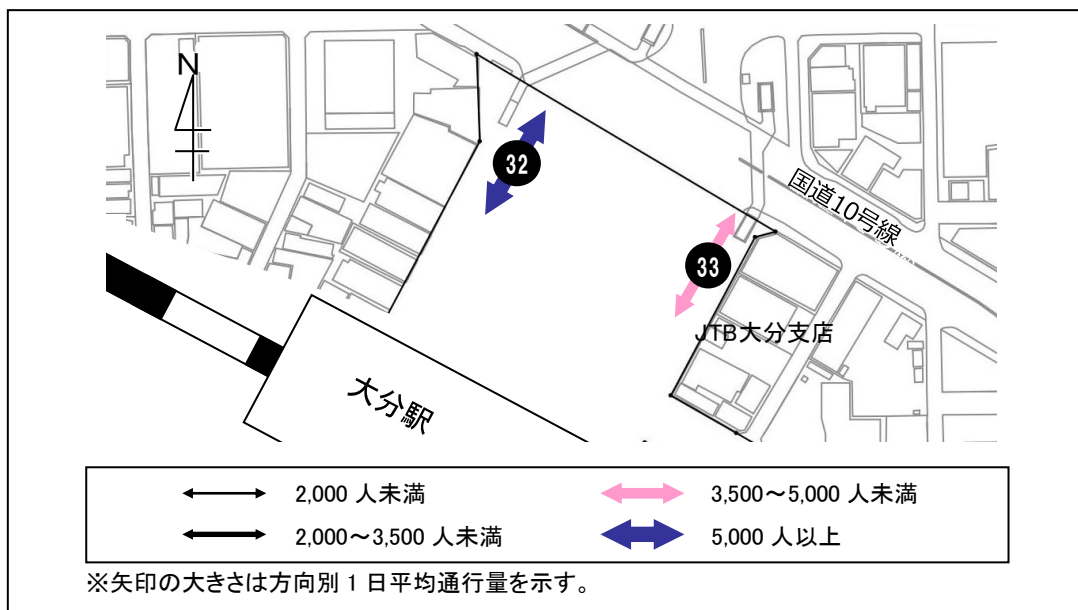 N
32
33
国道10号線
JTB大分支店
大分駅
2,000 人未満
3,500～5,000 人未満
2,000～3,500 人未満
5,000 人以上
※矢印の大きさは方向別 1 日平均通行量を示す。